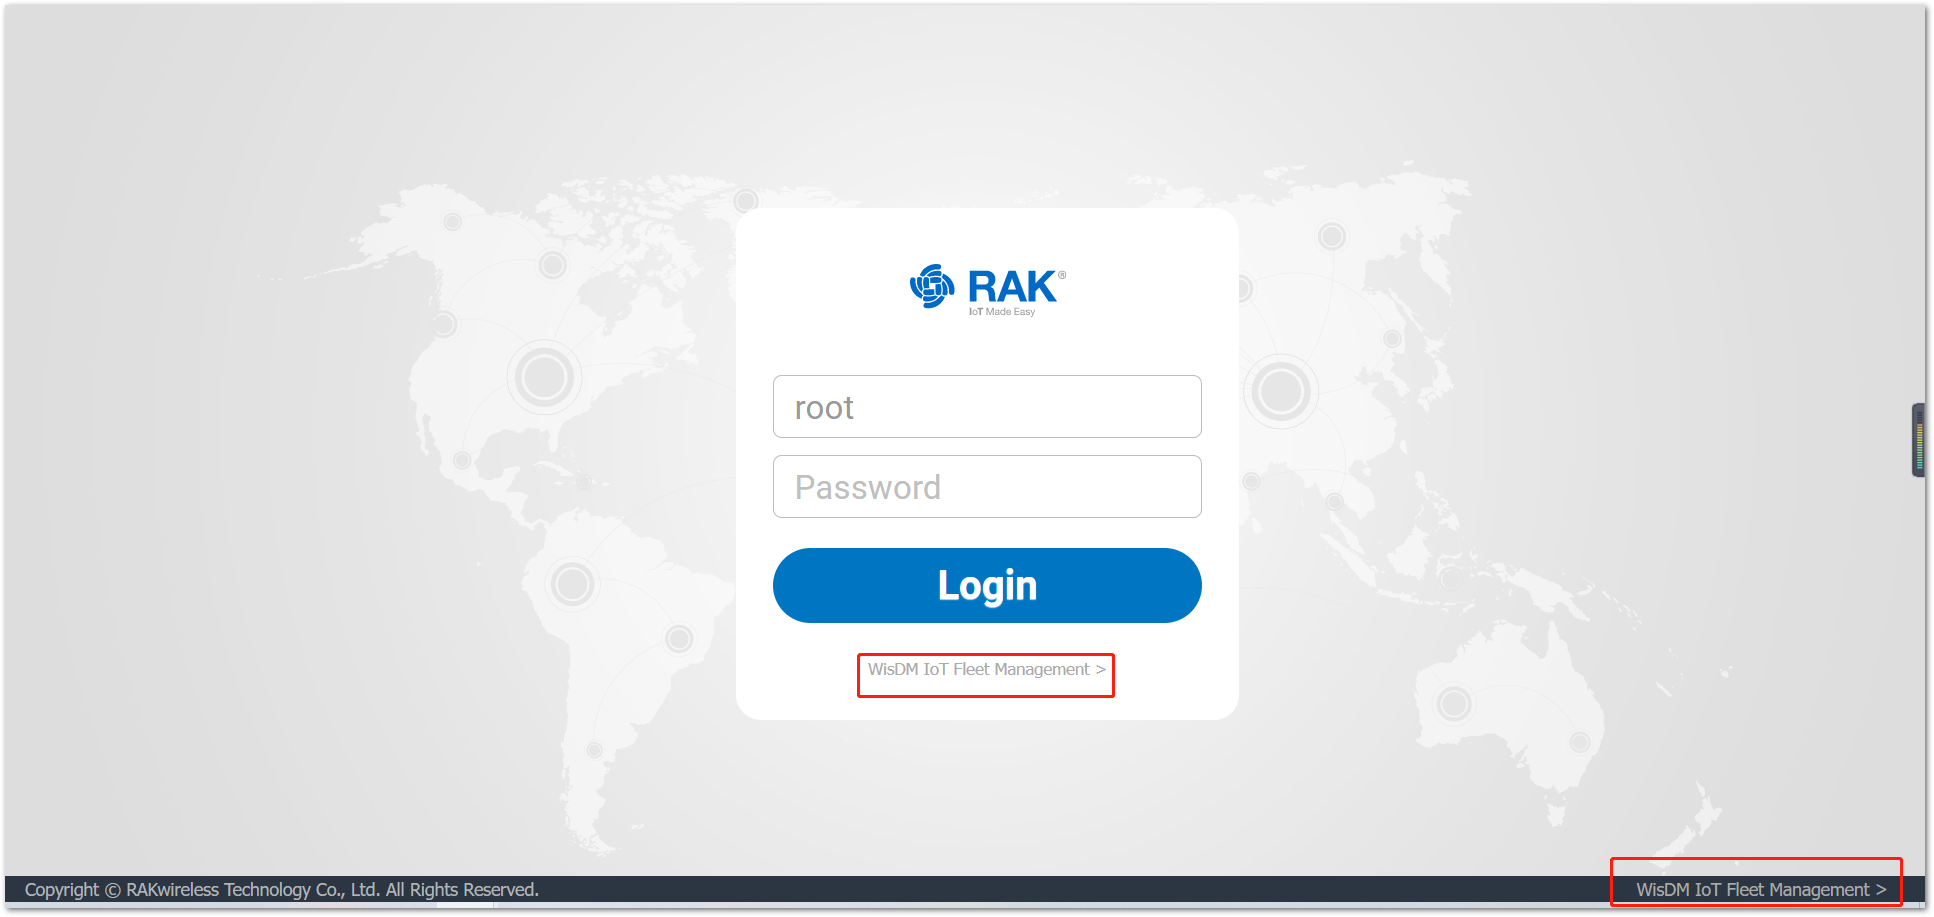 RAK®
IoT Made Easy
root
Password
Login
WisDM IoT Fleet Management >
Copyright © RAKwireless Technology Co., Ltd. All Rights Reserved.
WisDM IoT Fleet Management >